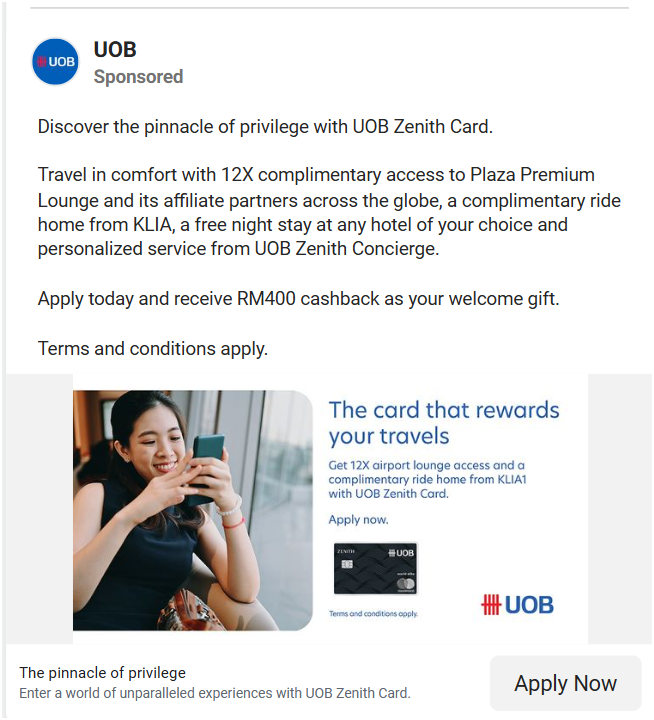 UOB
UOB
Sponsored
Discover the pinnacle of privilege with UOB Zenith Card.
Travel in comfort with 12X complimentary access to Plaza Premium
Lounge and its affiliate partners across the globe, a complimentary ride
home from KLIA, a free night stay at any hotel of your choice and
personalized service from UOB Zenith Concierge.
Apply today and receive RM400 cashback as your welcome gift.
Terms and conditions apply.
The card that rewards
your travels
Get 12X airport lounge access and a
complimentary ride home from KLIA1
with UOB Zenith Card.
Apply now.
ZENITH
UOB
world elite
mastercard
Terms and conditions apply.
UOB
The pinnacle of privilege
Enter a world of unparalleled experiences with UOB Zenith Card.
Apply Now